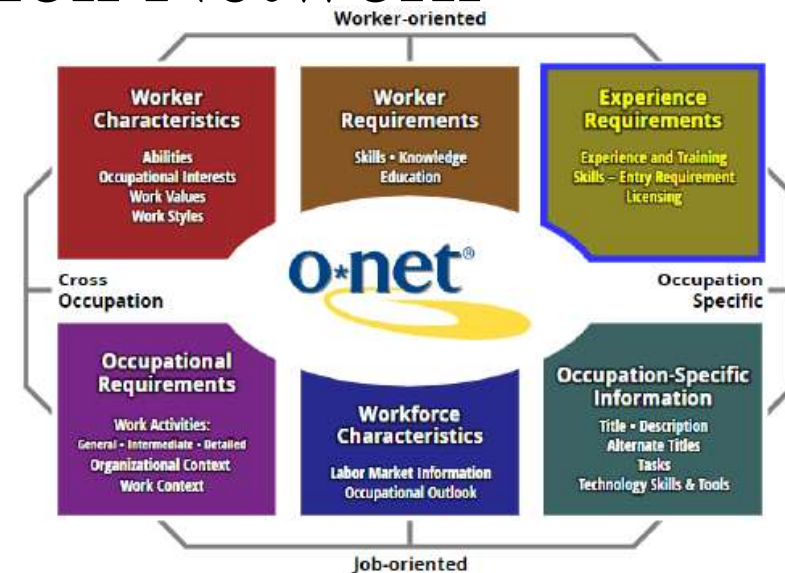 Worker-oriented
Worker
Characteristics
Abilities
Occupational Interests
Work Values
Work Styles
Worker
Requirements
Skills • Knowledge
Education
Experience
Requirements
Experience and Training
Skills – Entry Requirement
Licensing
o*net®
Cross
Occupation
Occupation
Specific
Occupational
Requirements
Work Activities:
General • Intermediate • Detailed
Organizational Context
Work Context
Workforce
Characteristics
Labor Market Information
Occupational Outlook
Occupation-Specific
Information
Title • Description
Alternate Titles
Tasks
Technology Skills & Tools
Job-oriented